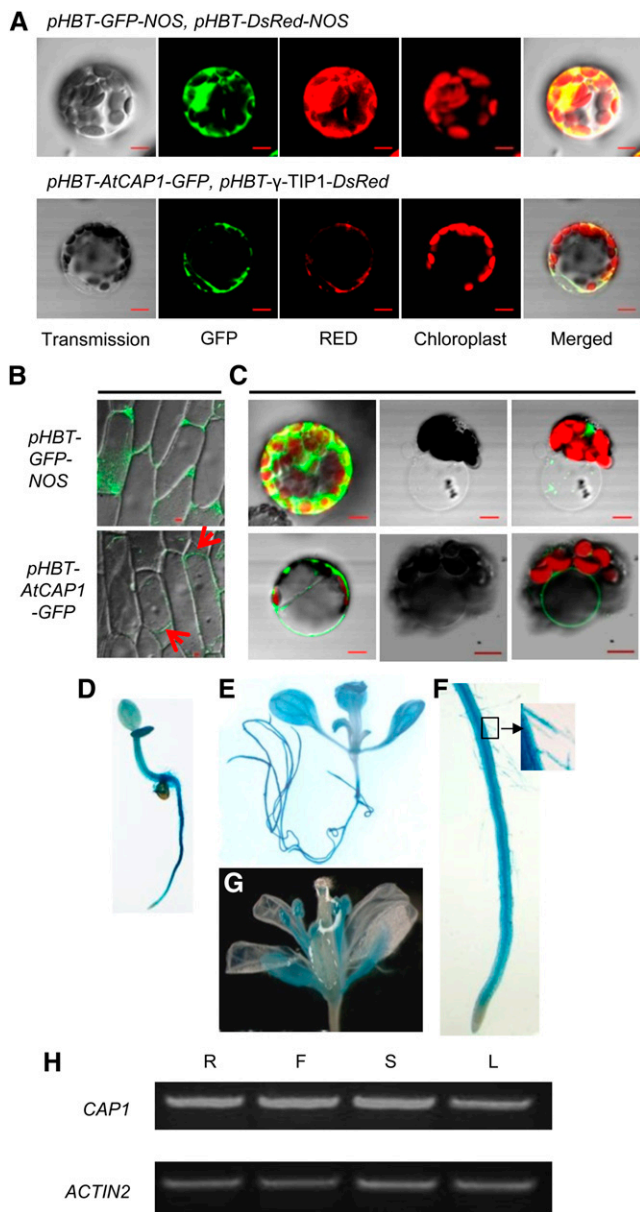 A
pHBT-GFP-NOS, pHBT-DsRed-NOS
pHBT-AtCAP1-GFP, pHBT-γ-TIP1-DsRed
Transmission GFP RED Chloroplast Merged
B
C
pHBT-
GFP-
NOS
pHBT-
AtCAP1
-GFP
D
E
F
G
H
R F S L
CAP1
ACTIN2